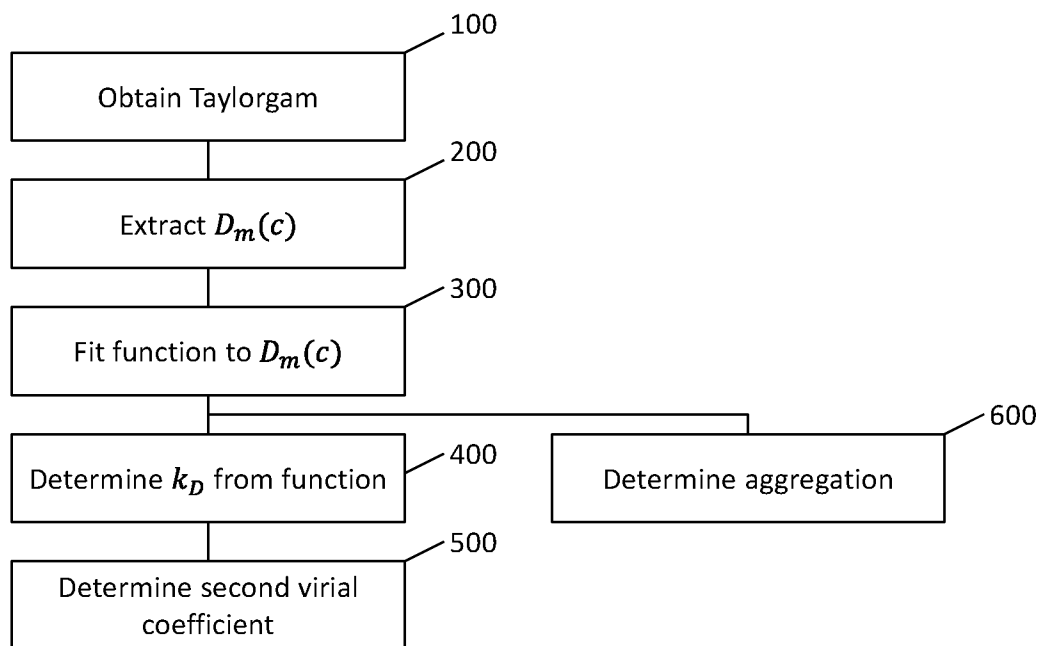 100
Obtain Taylorgam
200
Extract D_m(c)
300
Fit function to D_m(c)
600
400
Determine k_D from function
Determine aggregation
500
Determine second virial
coefficient